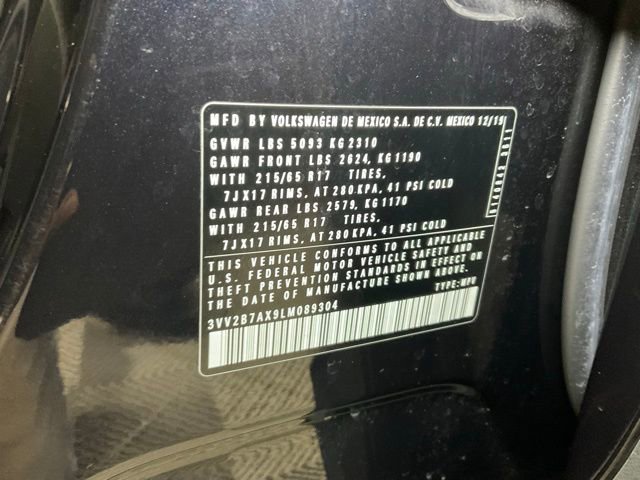 MFD BY VOLKSWAGEN DE MEXICO S.A. DE C.V. MEXICO 12/19
GVWR LBS 5093 KG 2310
GAWR FRONT LBS 2624, KG 1190
WITH 215/65 R17 TIRES,
7JX17 RIMS, AT 280 KPA, 41 PSI COLD
GAWR REAR LBS 2579, KG 1170
WITH 215/65 R17 TIRES,
7JX17 RIMS, AT 280 KPA, 41 PSI COLD
THIS VEHICLE CONFORMS TO ALL APPLICABLE
U.S. FEDERAL MOTOR VEHICLE SAFETY AND
THEFT PREVENTION STANDARDS IN EFFECT ON
THE DATE OF MANUFACTURE SHOWN ABOVE.
3VV2B7AX9LM089304 TYPE: MPV